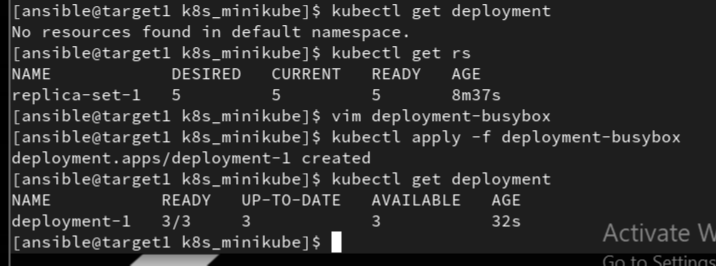 [ansible@target1 k8s_minikube]$ kubectl get deployment
No resources found in default namespace.
[ansible@target1 k8s_minikube]$ kubectl get rs
NAME DESIRED CURRENT READY AGE
replica-set-1 5 5 5 8m37s
[ansible@target1 k8s_minikube]$ vim deployment-busybox
[ansible@target1 k8s_minikube]$ kubectl apply -f deployment-busybox
deployment.apps/deployment-1 created
[ansible@target1 k8s_minikube]$ kubectl get deployment
NAME READY UP-TO-DATE AVAILABLE AGE
deployment-1 3/3 3 3 32s
[ansible@target1 k8s_minikube]$
Activate W
Go to Settings